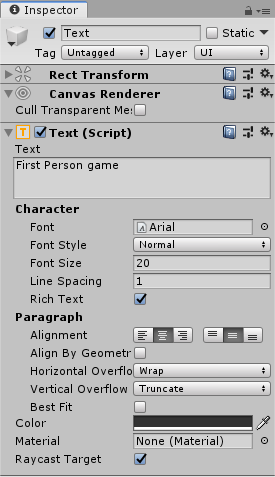 Inspector
Text
Static
Tag Untagged Layer UI
Rect Transform
Canvas Renderer
Cull Transparent Mes
Text (Script)
Text
First Person game
Character
Font Arial
Font Style Normal
Font Size 20
Line Spacing 1
Rich Text
Paragraph
Alignment
Align By Geometr
Horizontal Overflo Wrap
Vertical Overflow Truncate
Best Fit
Color
Material None (Material)
Raycast Target